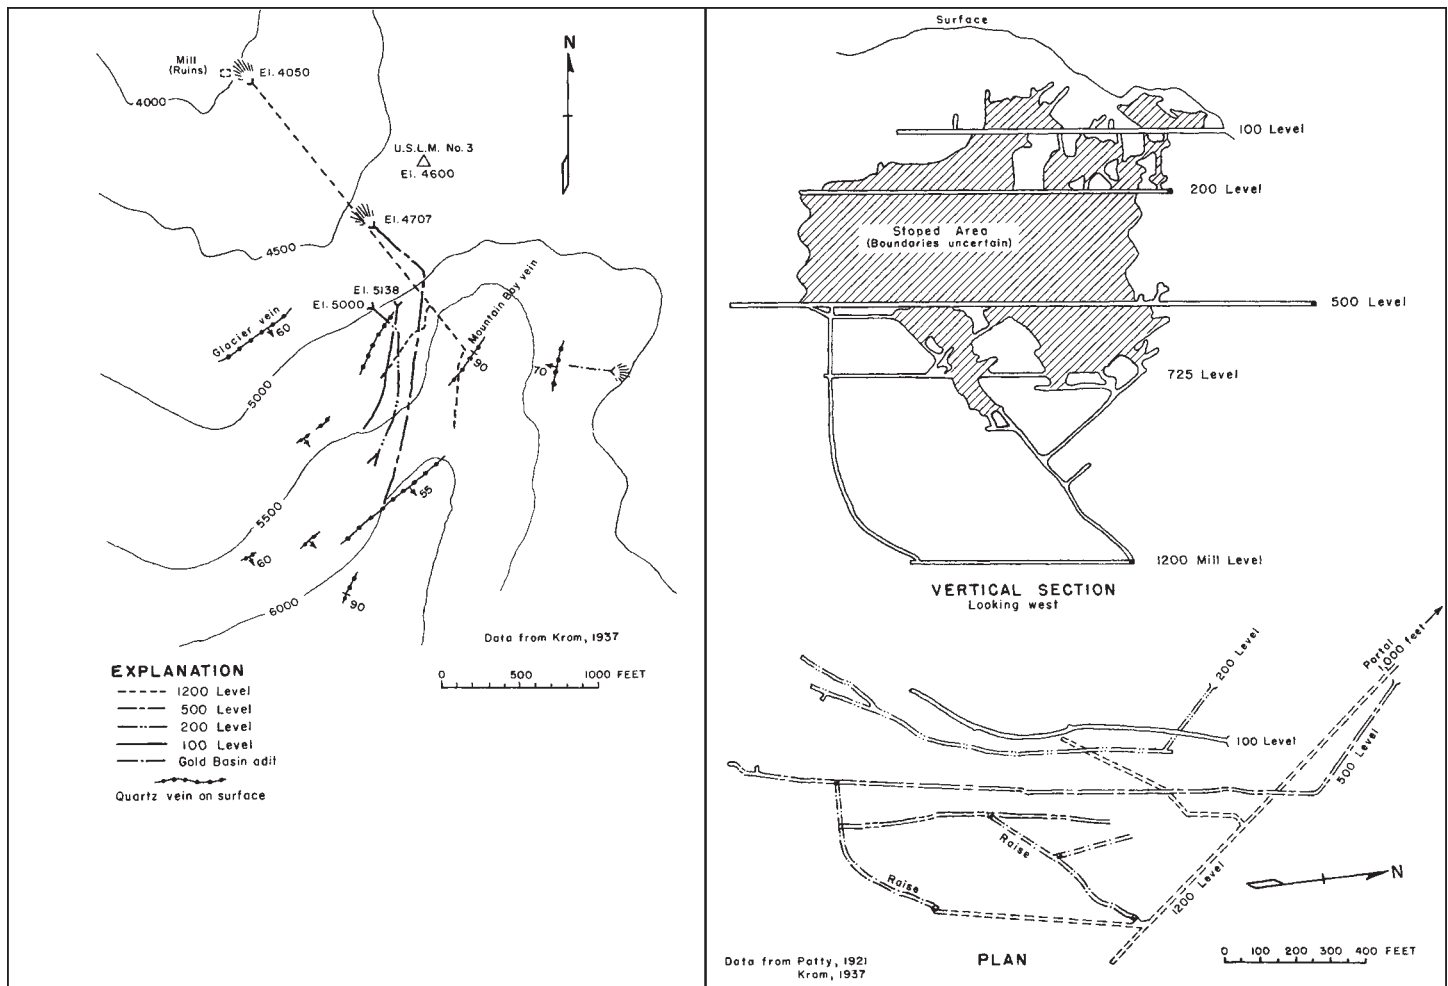 Mill
(Ruins)
El. 4050
N
4000
U.S.L.M. No. 3
El. 4600
El. 4707
4500
El. 5138
El. 5000
Mountain Boy vein
Glacier vein
60
90
70
5000
55
5500
60
6000
90
Data from Krom, 1937
EXPLANATION
1200 Level
500 Level
200 Level
100 Level
Gold Basin adit
Quartz vein on surface
0 500 1000 FEET
Surface
100 Level
200 Level
Stoped Area
(Boundaries uncertain)
500 Level
725 Level
1200 Mill Level
VERTICAL SECTION
Looking west
Portal
1,000 feet
200 Level
100 Level
500 Level
Raise
Raise
1200 Level
N
Data from Patty, 1921
Krom, 1937
PLAN
0 100 200 300 400 FEET